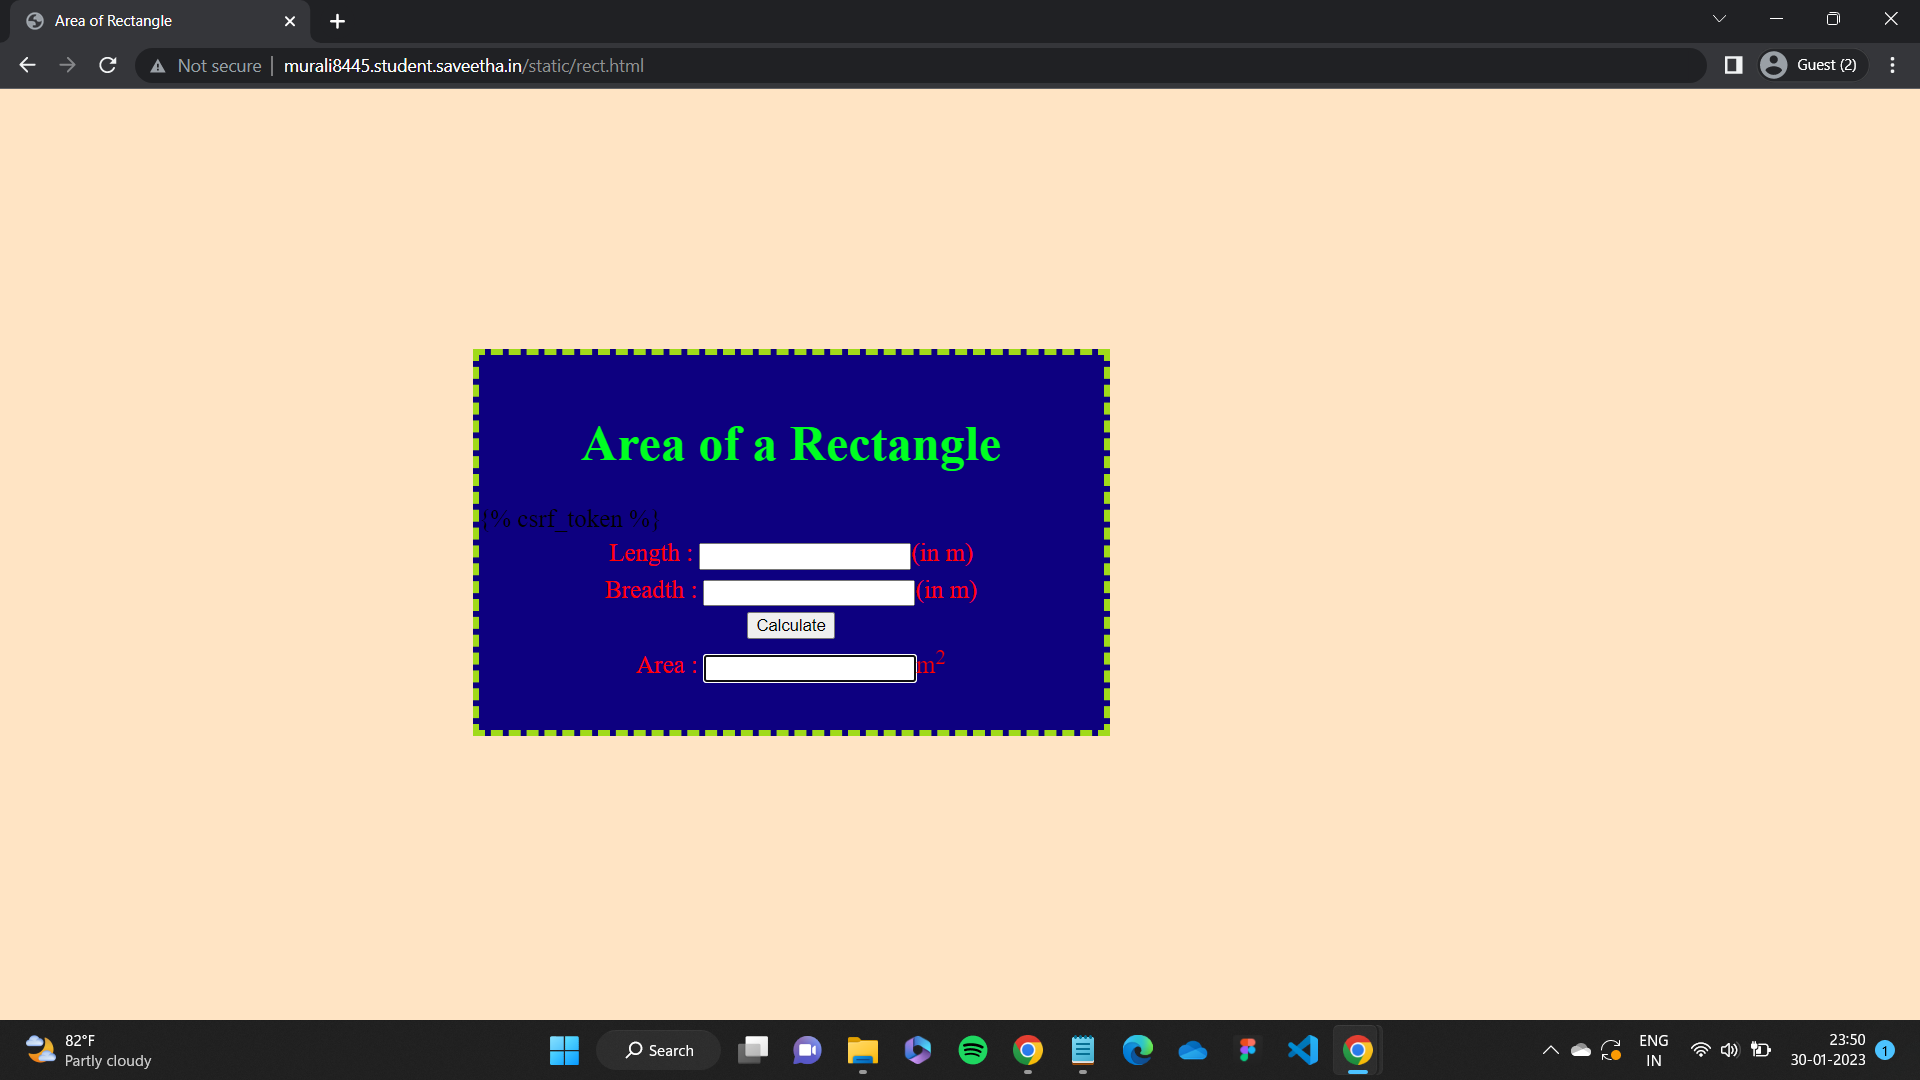 Area of Rectangle
Not secure | murali8445.student.saveetha.in/static/rect.html
Guest (2)
Area of a Rectangle
{% csrf_token %}
Length : (in m)
Breadth : (in m)
Calculate
Area : m²
82°F
Partly cloudy
Search
ENG
IN
23:50
30-01-2023
1